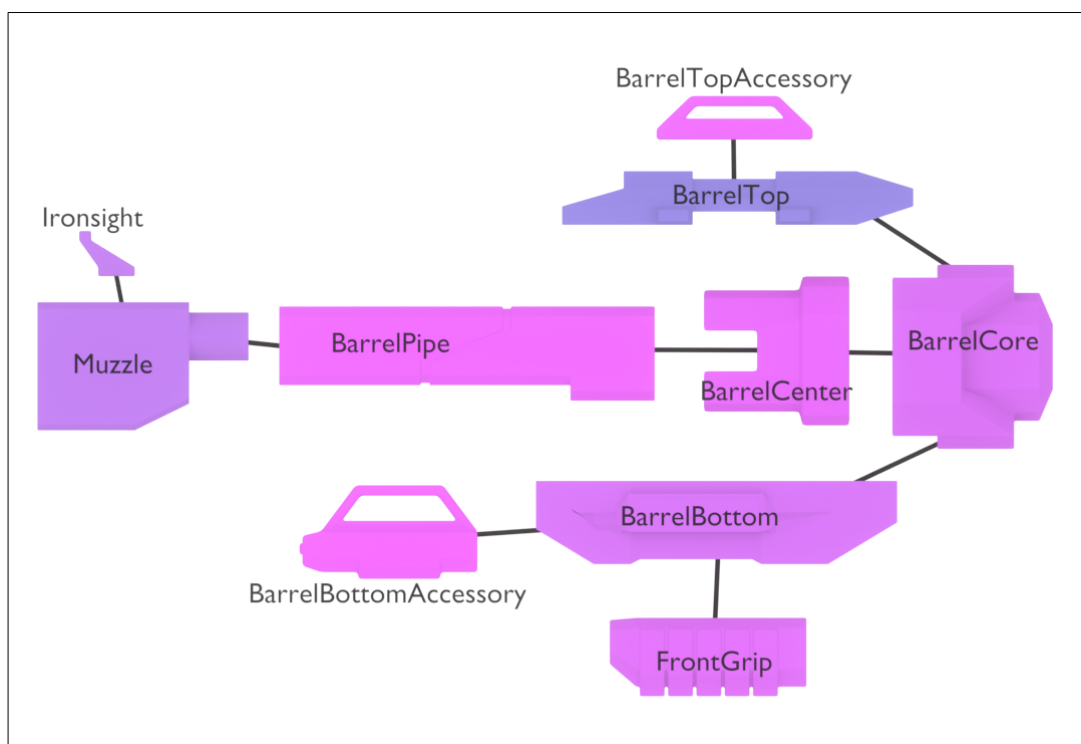 BarrelTopAccessory
BarrelTop
Ironsight
Muzzle
BarrelPipe
BarrelCenter
BarrelCore
BarrelBottom
BarrelBottomAccessory
FrontGrip